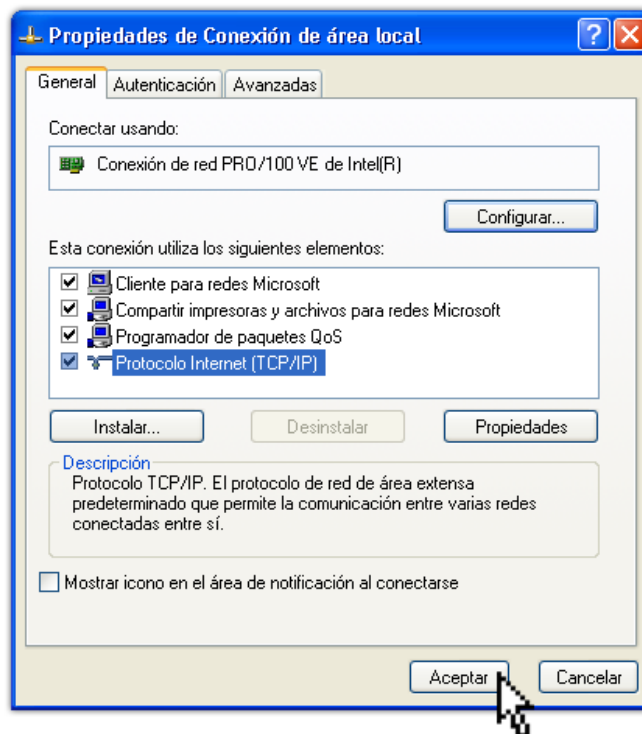 Propiedades de Conexión de área local
General Autenticación Avanzadas
Conectar usando:
Conexión de red PRO/100 VE de Intel(R)
Configurar...
Esta conexión utiliza los siguientes elementos:
Cliente para redes Microsoft
Compartir impresoras y archivos para redes Microsoft
Programador de paquetes QoS
Protocolo Internet (TCP/IP)
Instalar... Desinstalar Propiedades
Descripción
Protocolo TCP/IP. El protocolo de red de área extensa
predeterminado que permite la comunicación entre varias redes
conectadas entre sí.
Mostrar icono en el área de notificación al conectarse
Aceptar Cancelar